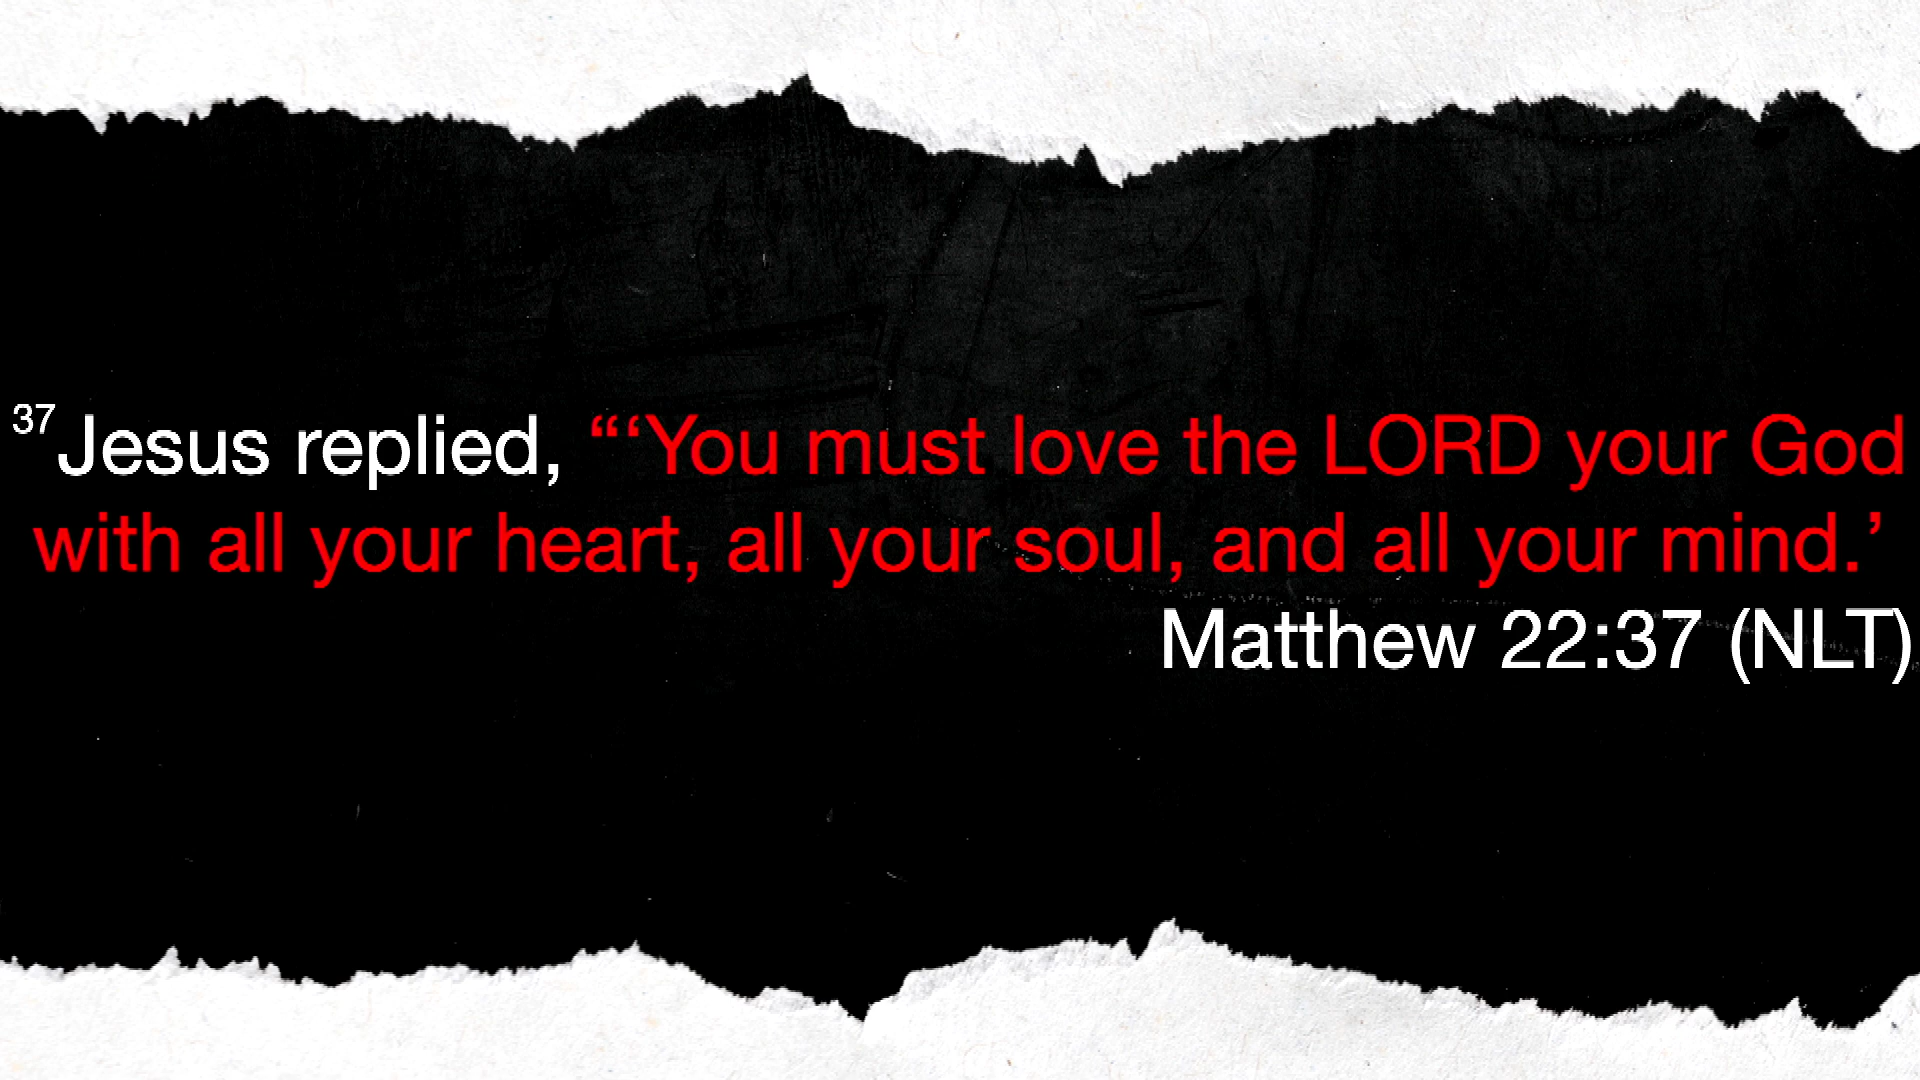 37Jesus replied, “‘You must love the LORD your God
with all your heart, all your soul, and all your mind.’
Matthew 22:37 (NLT)